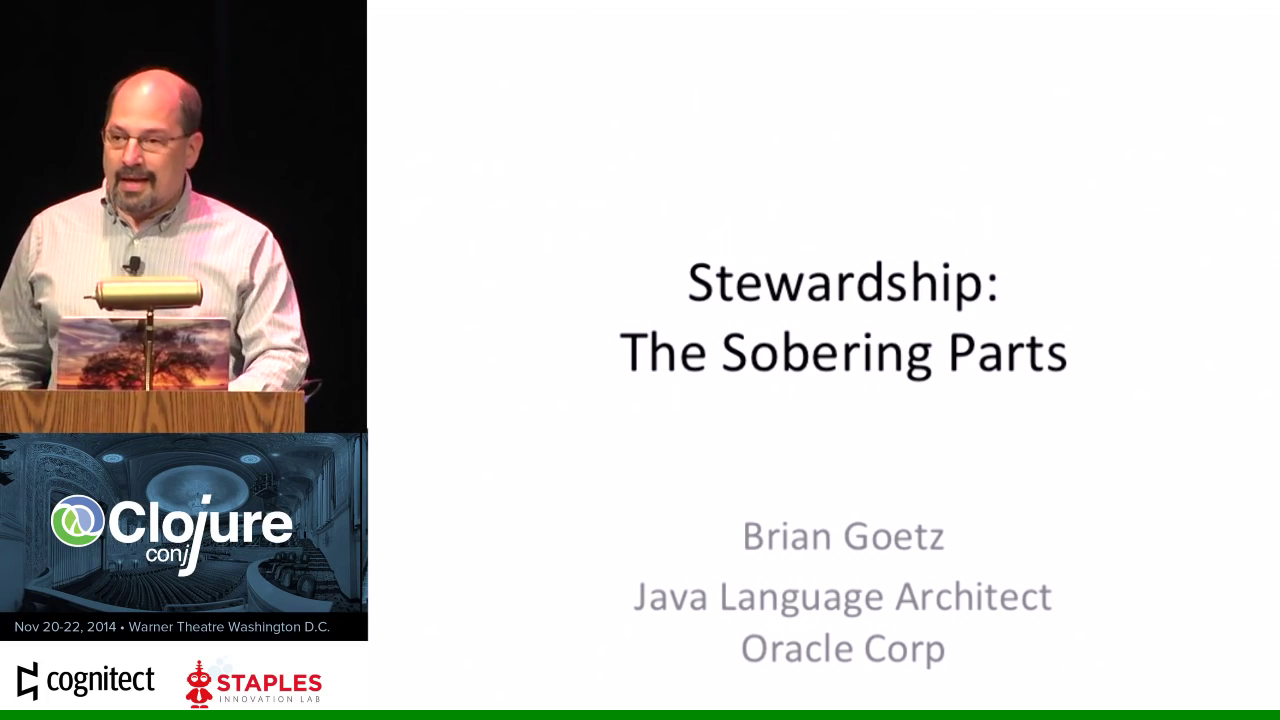 Stewardship:
The Sobering Parts
Brian Goetz
Java Language Architect
Oracle Corp
Clojure
conj
Nov 20-22, 2014 • Warner Theatre Washington D.C.
cognitect
STAPLES
INNOVATION LAB